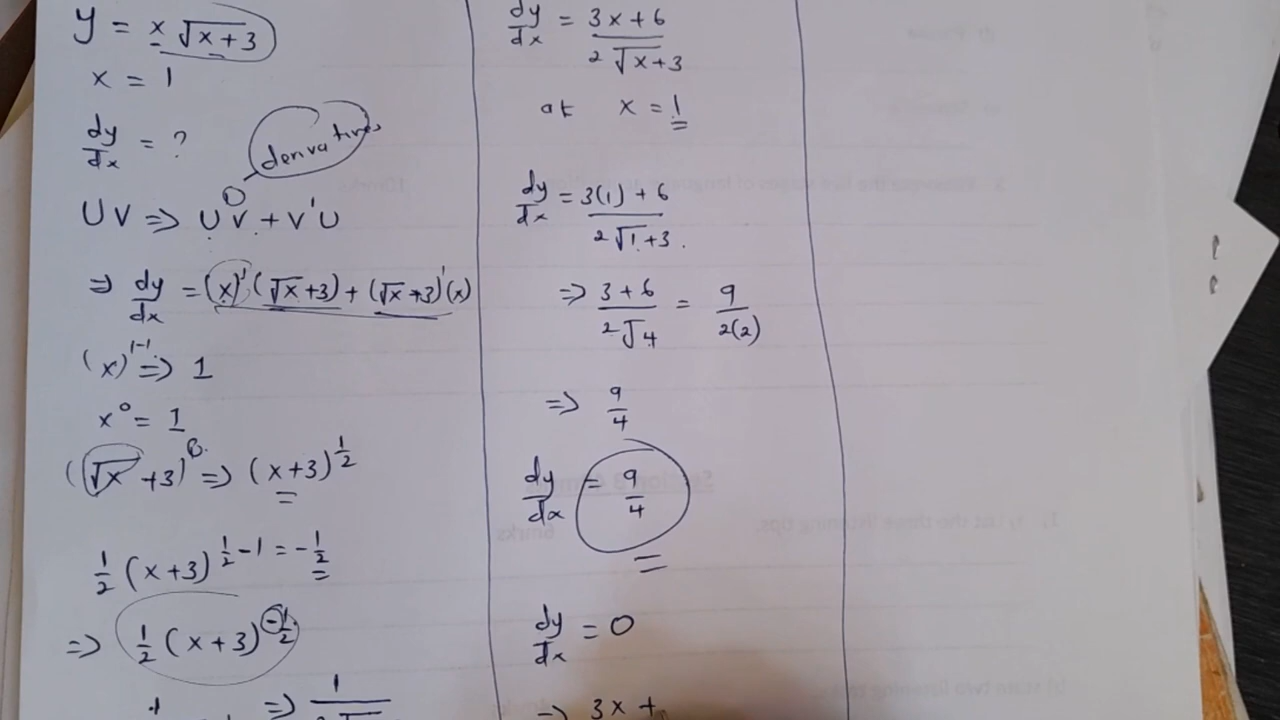 y = x √x+3
x = 1
dy/dx = ?
derivatives
UV => U'V + V'U
=> dy/dx = (x)'(√x+3) + (√x+3)'(x)
(x)^1-1 => 1
x^0 = 1
(√x+3) => (x+3)^1/2
1/2 (x+3)^1/2-1 = -1/2
=> 1/2 (x+3)^-1/2
=> 1
dy/dx = 3x+6 / 2√x+3
at x = 1
dy/dx = 3(1)+6 / 2√1+3
=> 3+6 / 2√4 = 9 / 2(2)
=> 9/4
dy/dx = 9/4
dy/dx = 0
=> 3x +